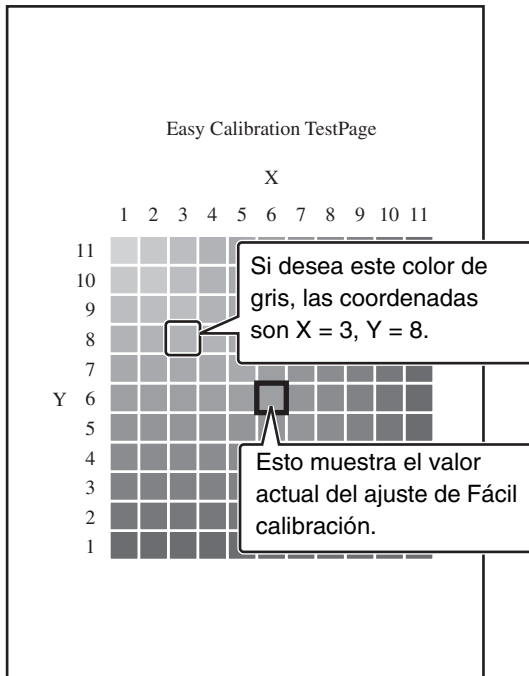 Easy Calibration TestPage
X
1 2 3 4 5 6 7 8 9 10 11
11
10
9
8
7
Y 6
5
4
3
2
1
Si desea este color de
gris, las coordenadas
son X = 3, Y = 8.
Esto muestra el valor
actual del ajuste de Fácil
calibración.